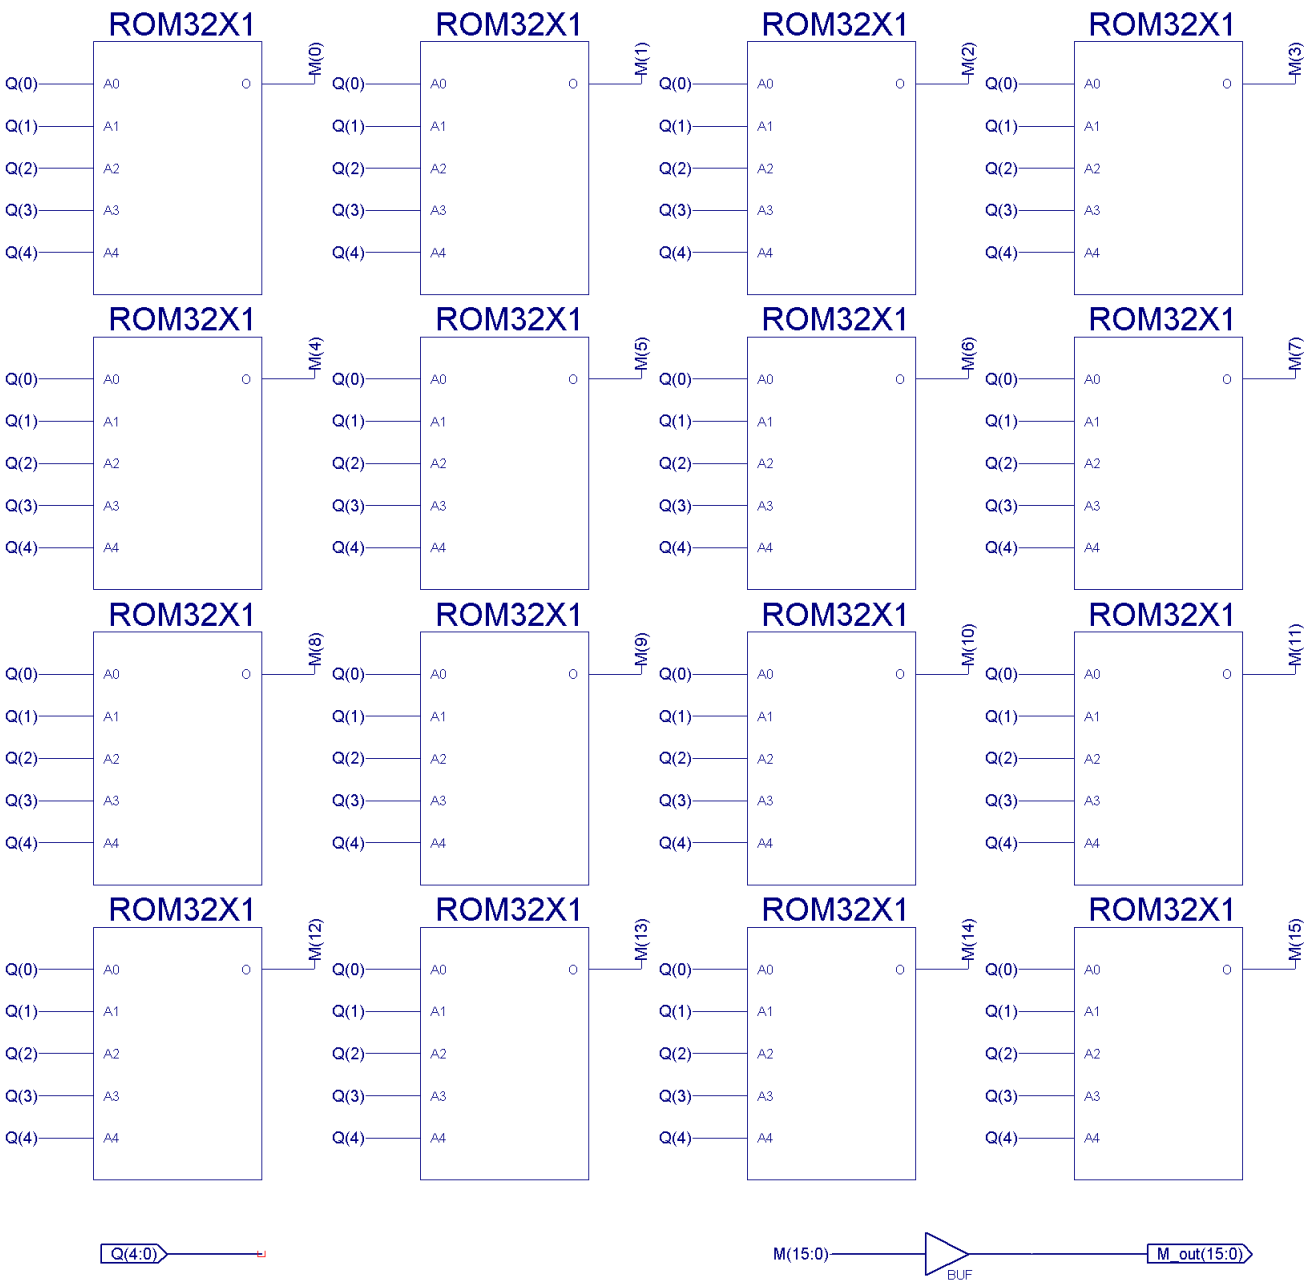 ROM32X1 ROM32X1 ROM32X1 ROM32X1
M(0) M(1) M(2) M(3)
Q(0) A0 O Q(0) A0 O Q(0) A0 O Q(0) A0 O
Q(1) A1 Q(1) A1 Q(1) A1 Q(1) A1
Q(2) A2 Q(2) A2 Q(2) A2 Q(2) A2
Q(3) A3 Q(3) A3 Q(3) A3 Q(3) A3
Q(4) A4 Q(4) A4 Q(4) A4 Q(4) A4
ROM32X1 ROM32X1 ROM32X1 ROM32X1
M(4) M(5) M(6) M(7)
Q(0) A0 O Q(0) A0 O Q(0) A0 O Q(0) A0 O
Q(1) A1 Q(1) A1 Q(1) A1 Q(1) A1
Q(2) A2 Q(2) A2 Q(2) A2 Q(2) A2
Q(3) A3 Q(3) A3 Q(3) A3 Q(3) A3
Q(4) A4 Q(4) A4 Q(4) A4 Q(4) A4
ROM32X1 ROM32X1 ROM32X1 ROM32X1
M(8) M(9) M(10) M(11)
Q(0) A0 O Q(0) A0 O Q(0) A0 O Q(0) A0 O
Q(1) A1 Q(1) A1 Q(1) A1 Q(1) A1
Q(2) A2 Q(2) A2 Q(2) A2 Q(2) A2
Q(3) A3 Q(3) A3 Q(3) A3 Q(3) A3
Q(4) A4 Q(4) A4 Q(4) A4 Q(4) A4
ROM32X1 ROM32X1 ROM32X1 ROM32X1
M(12) M(13) M(14) M(15)
Q(0) A0 O Q(0) A0 O Q(0) A0 O Q(0) A0 O
Q(1) A1 Q(1) A1 Q(1) A1 Q(1) A1
Q(2) A2 Q(2) A2 Q(2) A2 Q(2) A2
Q(3) A3 Q(3) A3 Q(3) A3 Q(3) A3
Q(4) A4 Q(4) A4 Q(4) A4 Q(4) A4
Q(4:0) M(15:0) M_out(15:0)
BUF